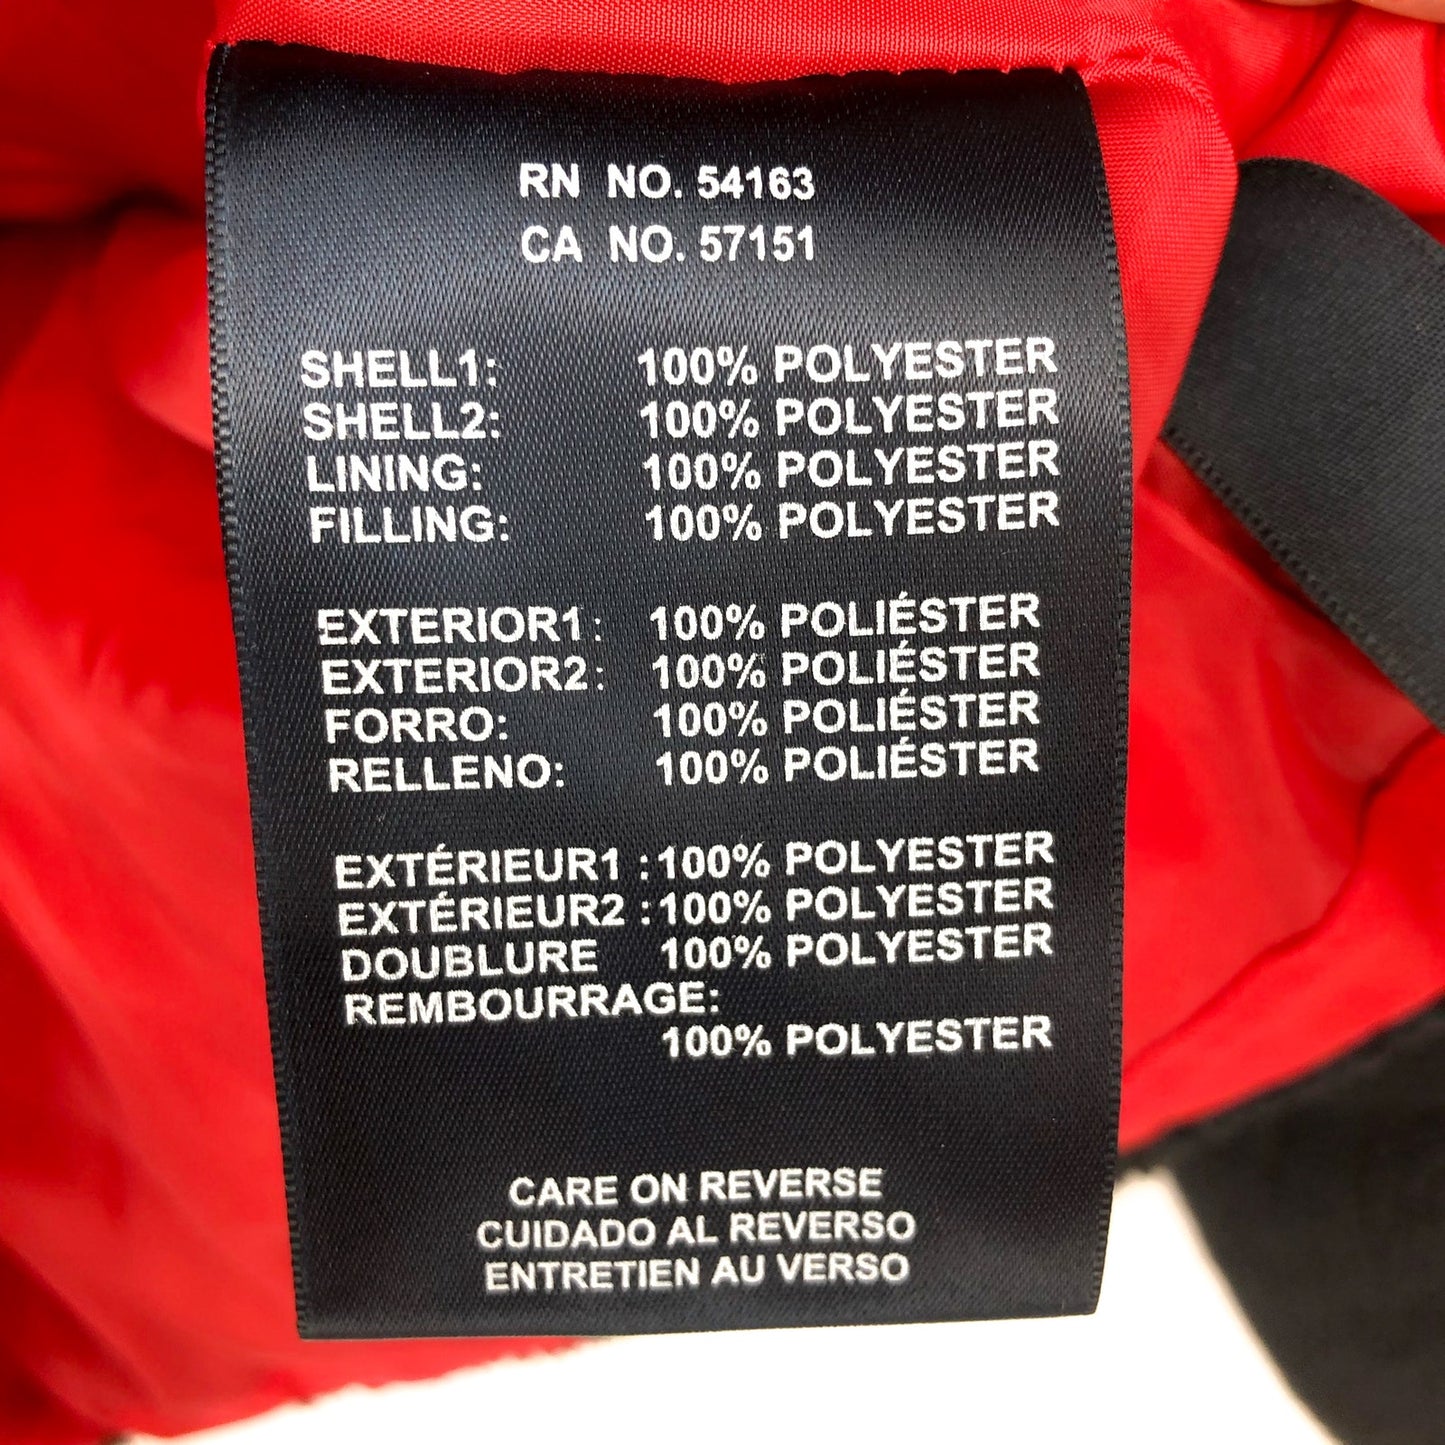 RN NO. 54163
CA NO. 57151
SHELL1: 100% POLYESTER
SHELL2: 100% POLYESTER
LINING: 100% POLYESTER
FILLING: 100% POLYESTER
EXTERIOR1: 100% POLIÉSTER
EXTERIOR2: 100% POLIÉSTER
FORRO: 100% POLIÉSTER
RELLENO: 100% POLIÉSTER
EXTÉRIEUR1 :100% POLYESTER
EXTÉRIEUR2 :100% POLYESTER
DOUBLURE 100% POLYESTER
REMBOURRAGE:
100% POLYESTER
CARE ON REVERSE
CUIDADO AL REVERSO
ENTRETIEN AU VERSO